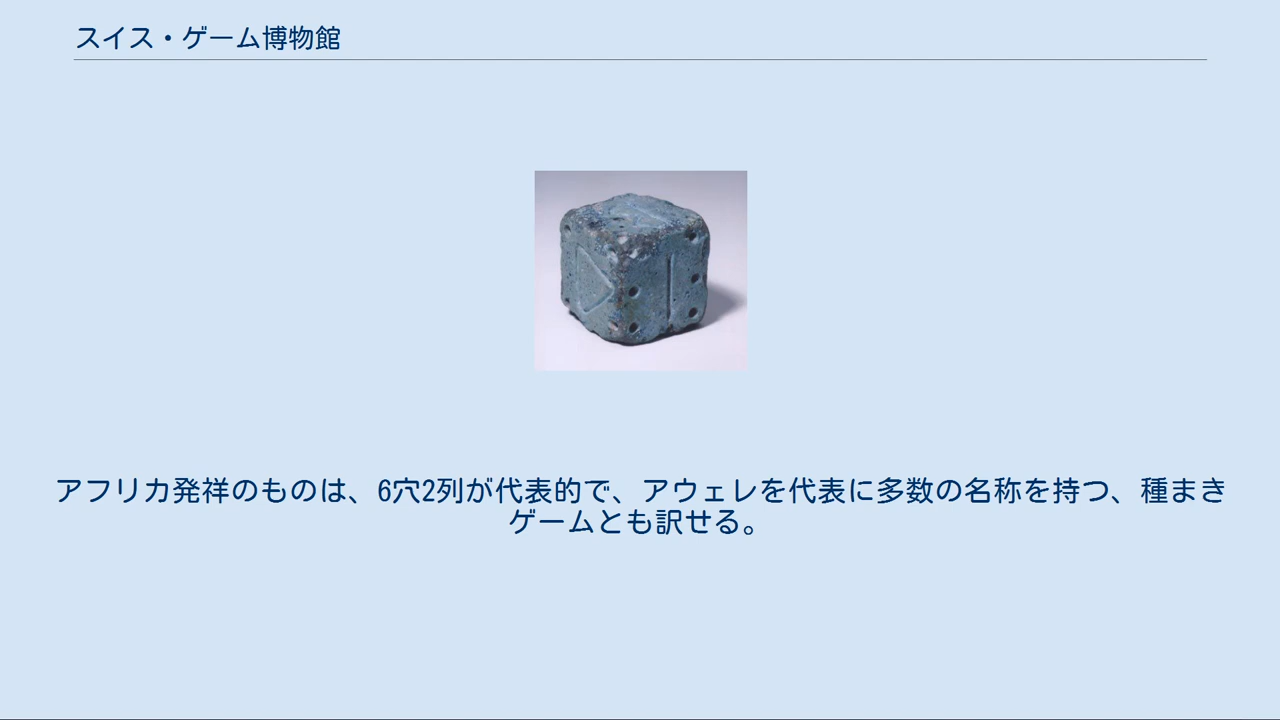 スイス・ゲーム博物館
アフリカ発祥のものは、6穴2列が代表的で、アウェレを代表に多数の名称を持つ、種まき
ゲームとも訳せる。